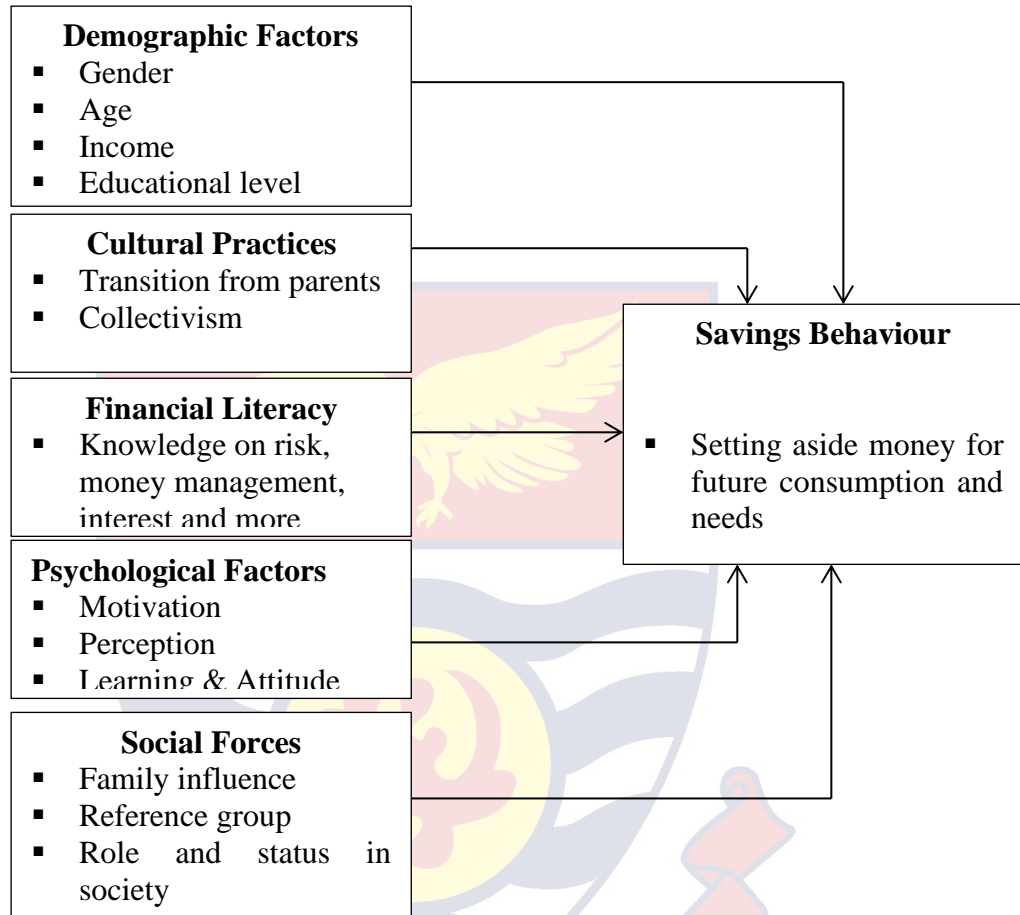 Demographic Factors
▪ Gender
▪ Age
▪ Income
▪ Educational level
Cultural Practices
▪ Transition from parents
▪ Collectivism
Financial Literacy
▪ Knowledge on risk,
money management,
interest and more
Psychological Factors
▪ Motivation
▪ Perception
▪ Learning & Attitude
Social Forces
▪ Family influence
▪ Reference group
▪ Role and status in
society
Savings Behaviour
▪ Setting aside money for
future consumption and
needs